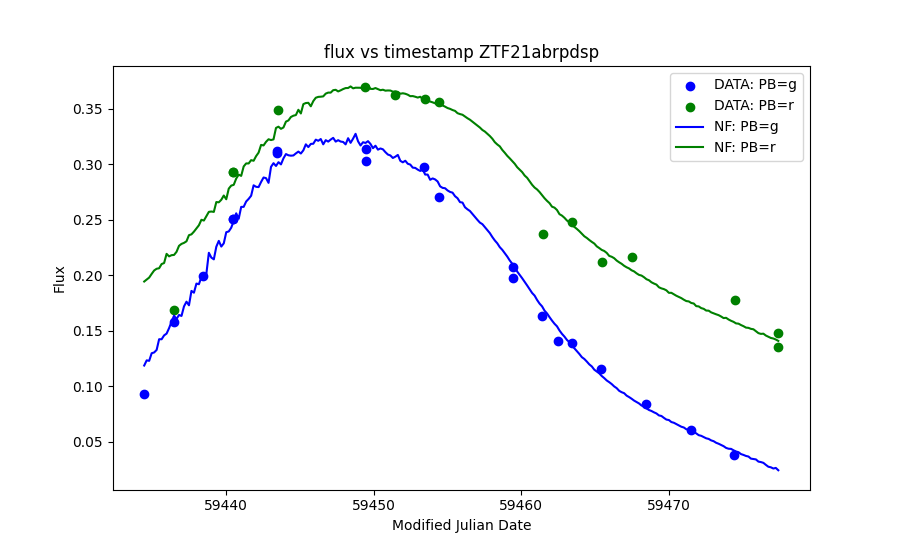 flux vs timestamp ZTF21abrpdsp
DATA: PB=g
DATA: PB=r
NF: PB=g
NF: PB=r
Flux
0.35
0.30
0.25
0.20
0.15
0.10
0.05
59440 59450 59460 59470
Modified Julian Date